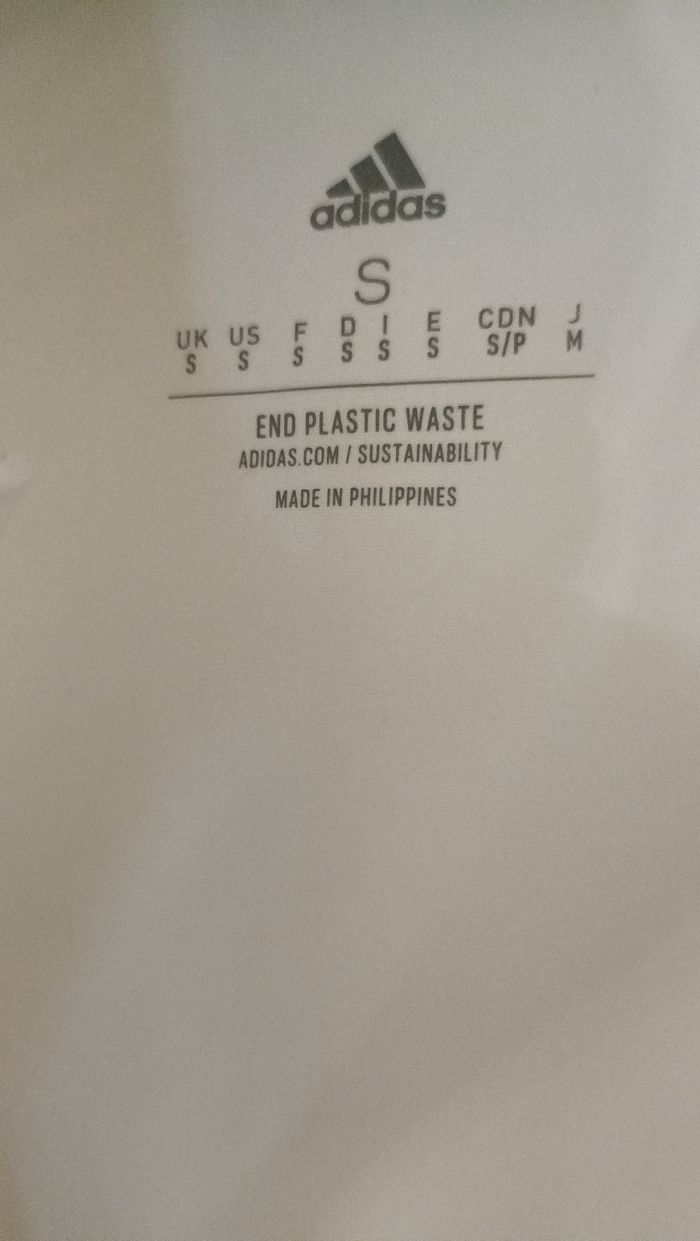 adidas
S
UK US F D I E CDN J
S S S S S S S/P M
END PLASTIC WASTE
ADIDAS.COM / SUSTAINABILITY
MADE IN PHILIPPINES